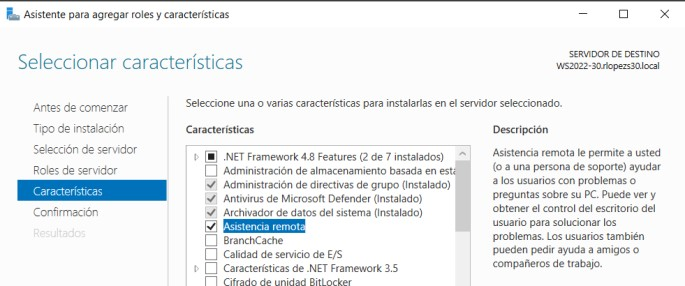 Asistente para agregar roles y características
Seleccionar características
SERVIDOR DE DESTINO
WS2022-30.rlopezs30.local
Antes de comenzar
Tipo de instalación
Selección de servidor
Roles de servidor
Características
Confirmación
Resultados
Seleccione una o varias características para instalarlas en el servidor seleccionado.
Características
.NET Framework 4.8 Features (2 de 7 instalados)
Administración de almacenamiento basada en está
Administración de directivas de grupo (Instalado)
Antivirus de Microsoft Defender (Instalado)
Archivador de datos del sistema (Instalado)
Asistencia remota
BranchCache
Calidad de servicio de E/S
Características de .NET Framework 3.5
Cifrado de unidad BitLocker
Descripción
Asistencia remota le permite a usted
(o a una persona de soporte) ayudar
a los usuarios con problemas o
preguntas sobre su PC. Puede ver y
obtener el control del escritorio del
usuario para solucionar los
problemas. Los usuarios también
pueden pedir ayuda a amigos o
compañeros de trabajo.